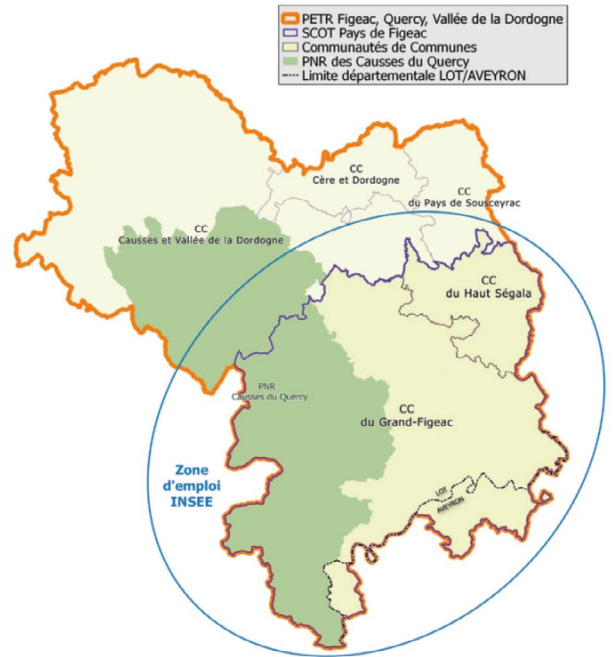 PETR Figeac, Quercy, Vallée de la Dordogne
SCOT Pays de Figeac
Communautés de Communes
PNR des Causses du Quercy
Limite départementale LOT/AVEYRON
CC
Cère et Dordogne
CC
du Pays de Sousceyrac
CC
Causses et Vallée de la Dordogne
CC
du Haut Ségala
PNR
Causses du Quercy
CC
du Grand-Figeac
Zone
d'emploi
INSEE
LOT
AVEYRON